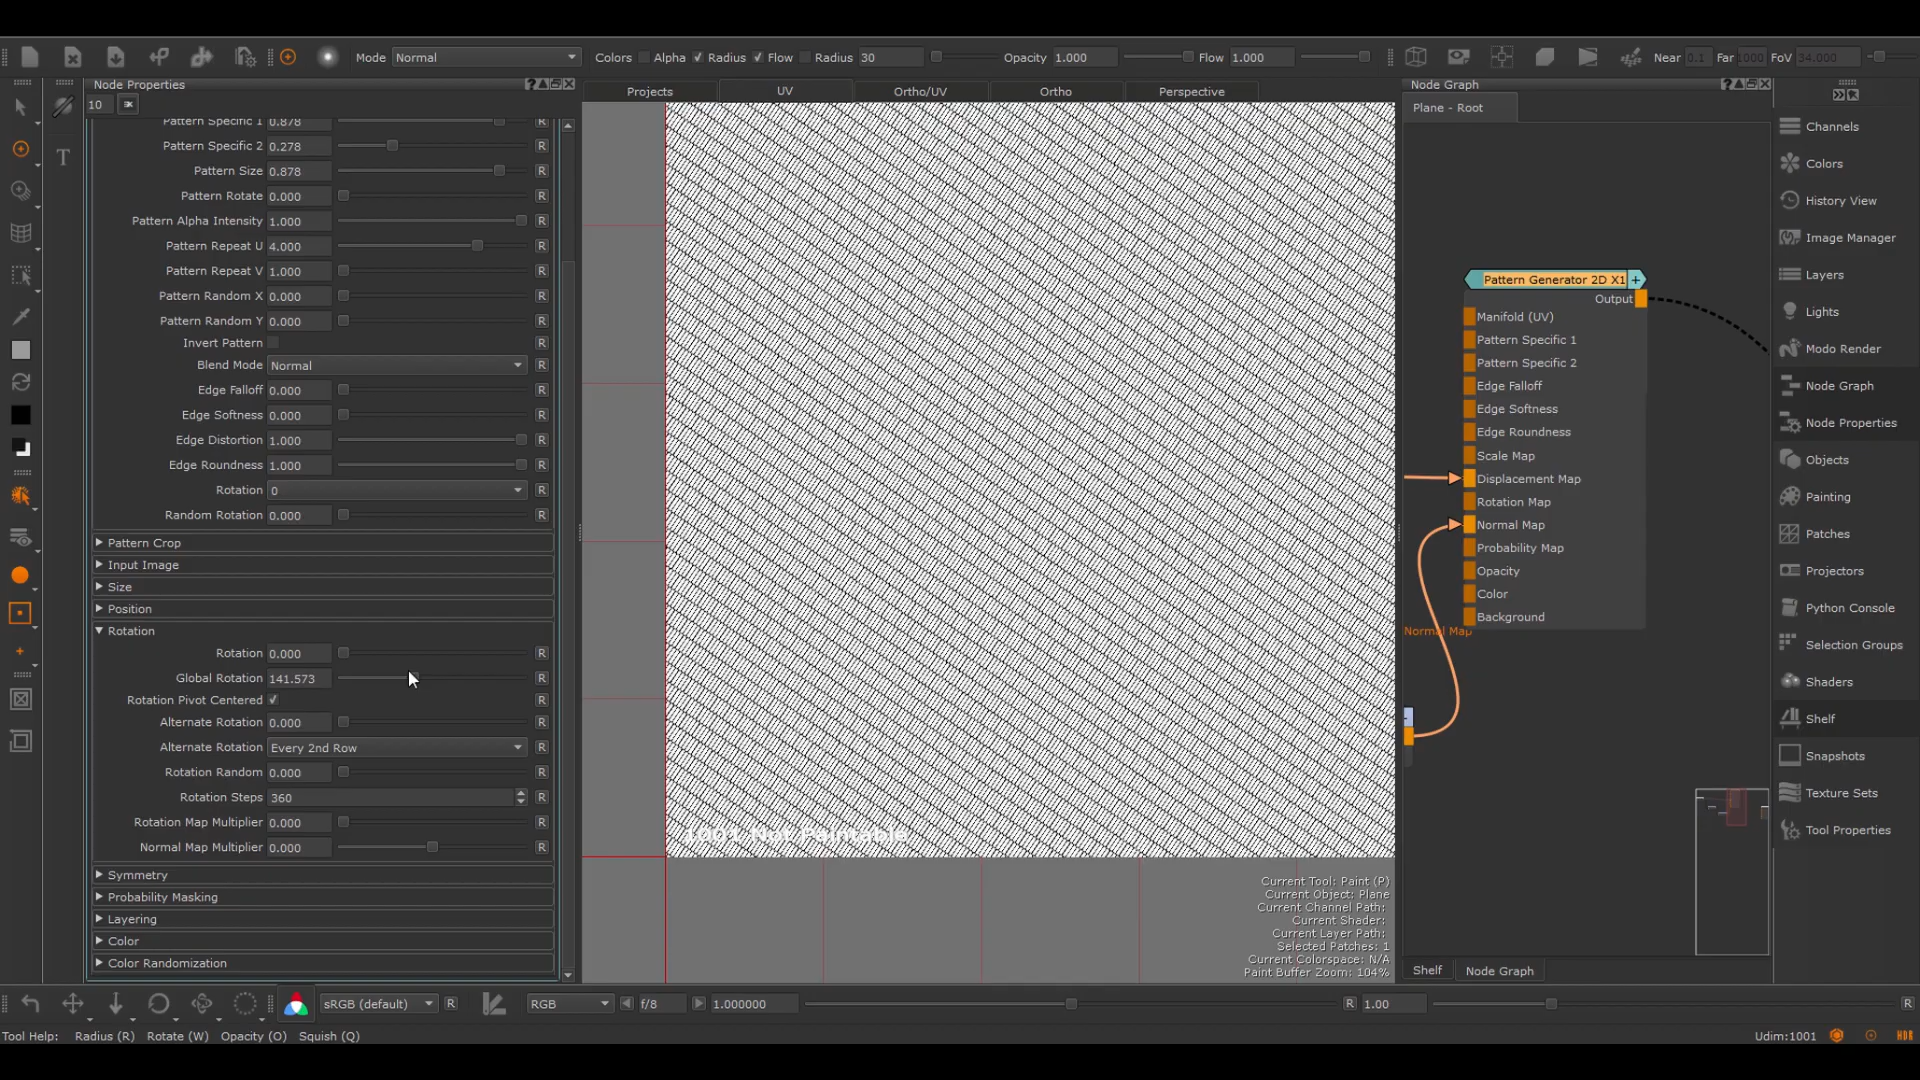 Mode Normal Colors Alpha Radius Flow Radius 30 Opacity 1.000 Flow 1.000 Near 0.1 Far 1000 FoV 34.000
Node Properties
10
Pattern Specific 1 0.878 R
Pattern Specific 2 0.278 R
Pattern Size 0.878 R
Pattern Rotate 0.000 R
Pattern Alpha Intensity 1.000 R
Pattern Repeat U 4.000 R
Pattern Repeat V 1.000 R
Pattern Random X 0.000 R
Pattern Random Y 0.000 R
Invert Pattern R
Blend Mode Normal R
Edge Falloff 0.000 R
Edge Softness 0.000 R
Edge Distortion 1.000 R
Edge Roundness 1.000 R
Rotation 0 R
Random Rotation 0.000 R
Pattern Crop
Input Image
Size
Position
Rotation
Rotation 0.000 R
Global Rotation 141.573 R
Rotation Pivot Centered R
Alternate Rotation 0.000 R
Alternate Rotation Every 2nd Row R
Rotation Random 0.000 R
Rotation Steps 360 R
Rotation Map Multiplier 0.000 R
Normal Map Multiplier 0.000 R
Symmetry
Probability Masking
Layering
Color
Color Randomization
Projects UV Ortho/UV Ortho Perspective
1001 Not Paintable
Current Tool: Paint (P)
Current Object: Plane
Current Channel Path:
Current Shader:
Current Layer Path:
Selected Patches: 1
Current Colorspace: N/A
Paint Buffer Zoom: 104%
Node Graph
Plane - Root
Pattern Generator 2D X1 +
Output
Manifold (UV)
Pattern Specific 1
Pattern Specific 2
Edge Falloff
Edge Softness
Edge Roundness
Scale Map
Displacement Map
Rotation Map
Normal Map
Probability Map
Opacity
Color
Background
Normal Map
Shelf Node Graph
Channels
Colors
History View
Image Manager
Layers
Lights
Modo Render
Node Graph
Node Properties
Objects
Painting
Patches
Projectors
Python Console
Selection Groups
Shaders
Shelf
Snapshots
Texture Sets
Tool Properties
sRGB (default) R RGB f/8 1.000000 R 1.00 R
Tool Help: Radius (R) Rotate (W) Opacity (O) Squish (Q) Udim:1001 HDR